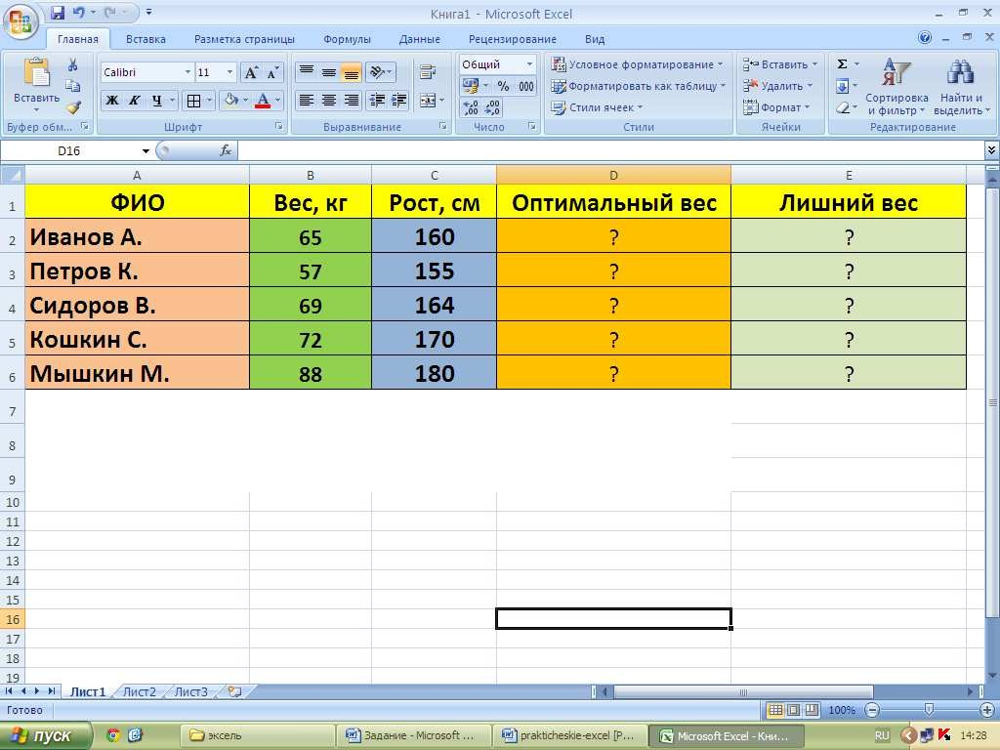 Книга1 - Microsoft Excel
Главная Вставка Разметка страницы Формулы Данные Рецензирование Вид
Вставить
Буфер обм...
Calibri 11
Ж К Ч
Шрифт
Выравнивание
Общий
% 000
Число
Условное форматирование
Форматировать как таблицу
Стили ячеек
Стили
Вставить
Удалить
Формат
Ячейки
Σ
Сортировка и фильтр
Найти и выделить
Редактирование
D16 fx
A B C D E
1 ФИО Вес, кг Рост, см Оптимальный вес Лишний вес
2 Иванов А. 65 160 ? ?
3 Петров К. 57 155 ? ?
4 Сидоров В. 69 164 ? ?
5 Кошкин С. 72 170 ? ?
6 Мышкин М. 88 180 ? ?
7
8
9
10
11
12
13
14
15
16
17
18
19
Лист1 Лист2 Лист3
Готово 100%
пуск эксель Задание - Microsoft ... prakticheskie-excel [Р... Microsoft Excel - Кни... RU 14:28